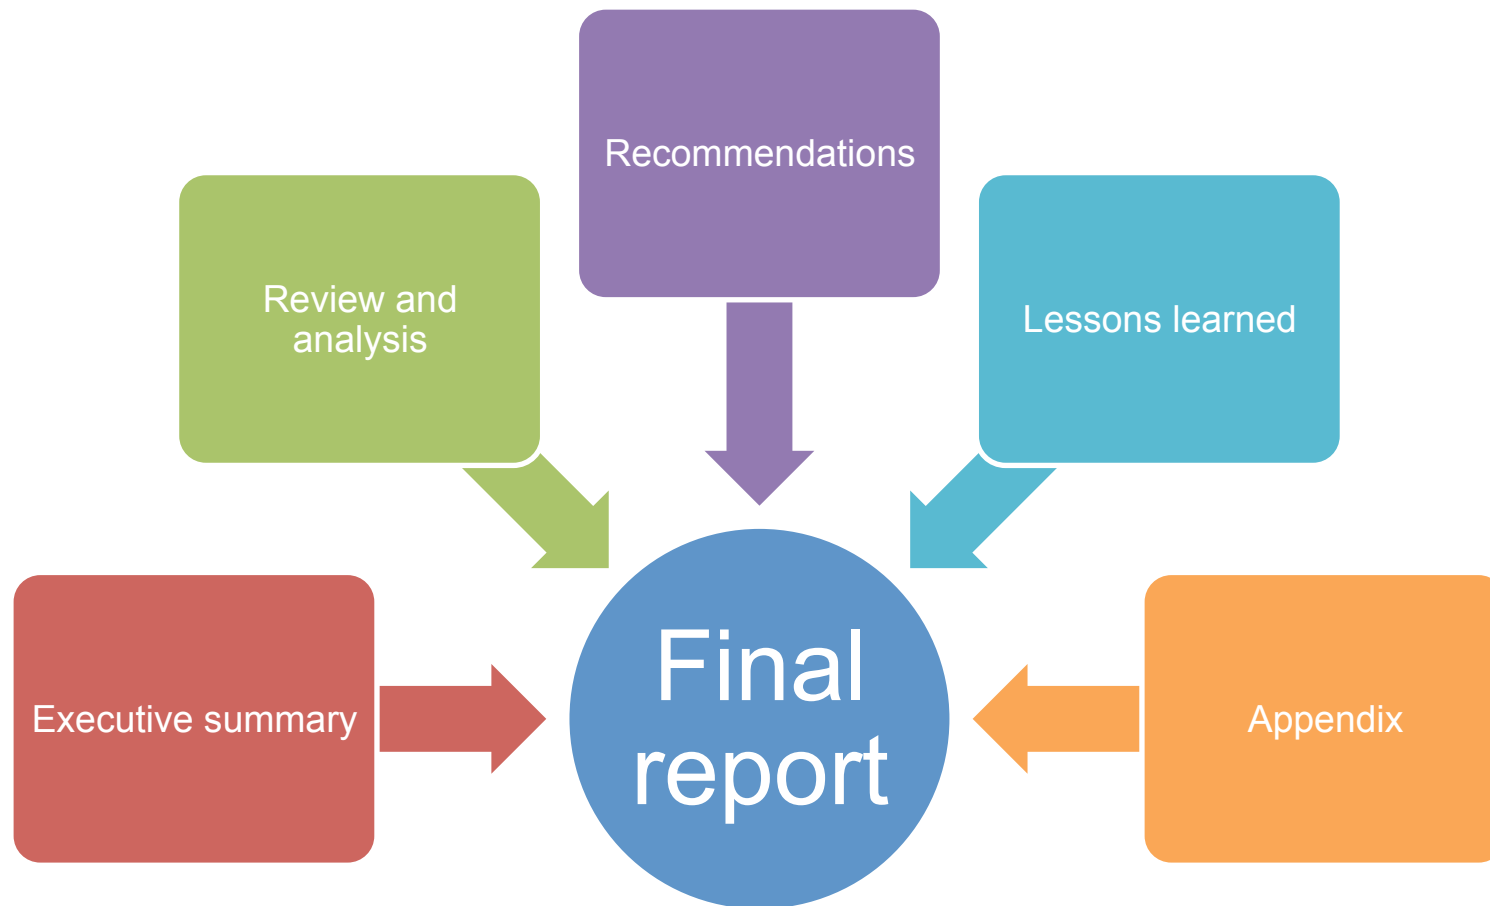 Recommendations
Review and
analysis
Lessons learned
Executive summary
Final
report
Appendix